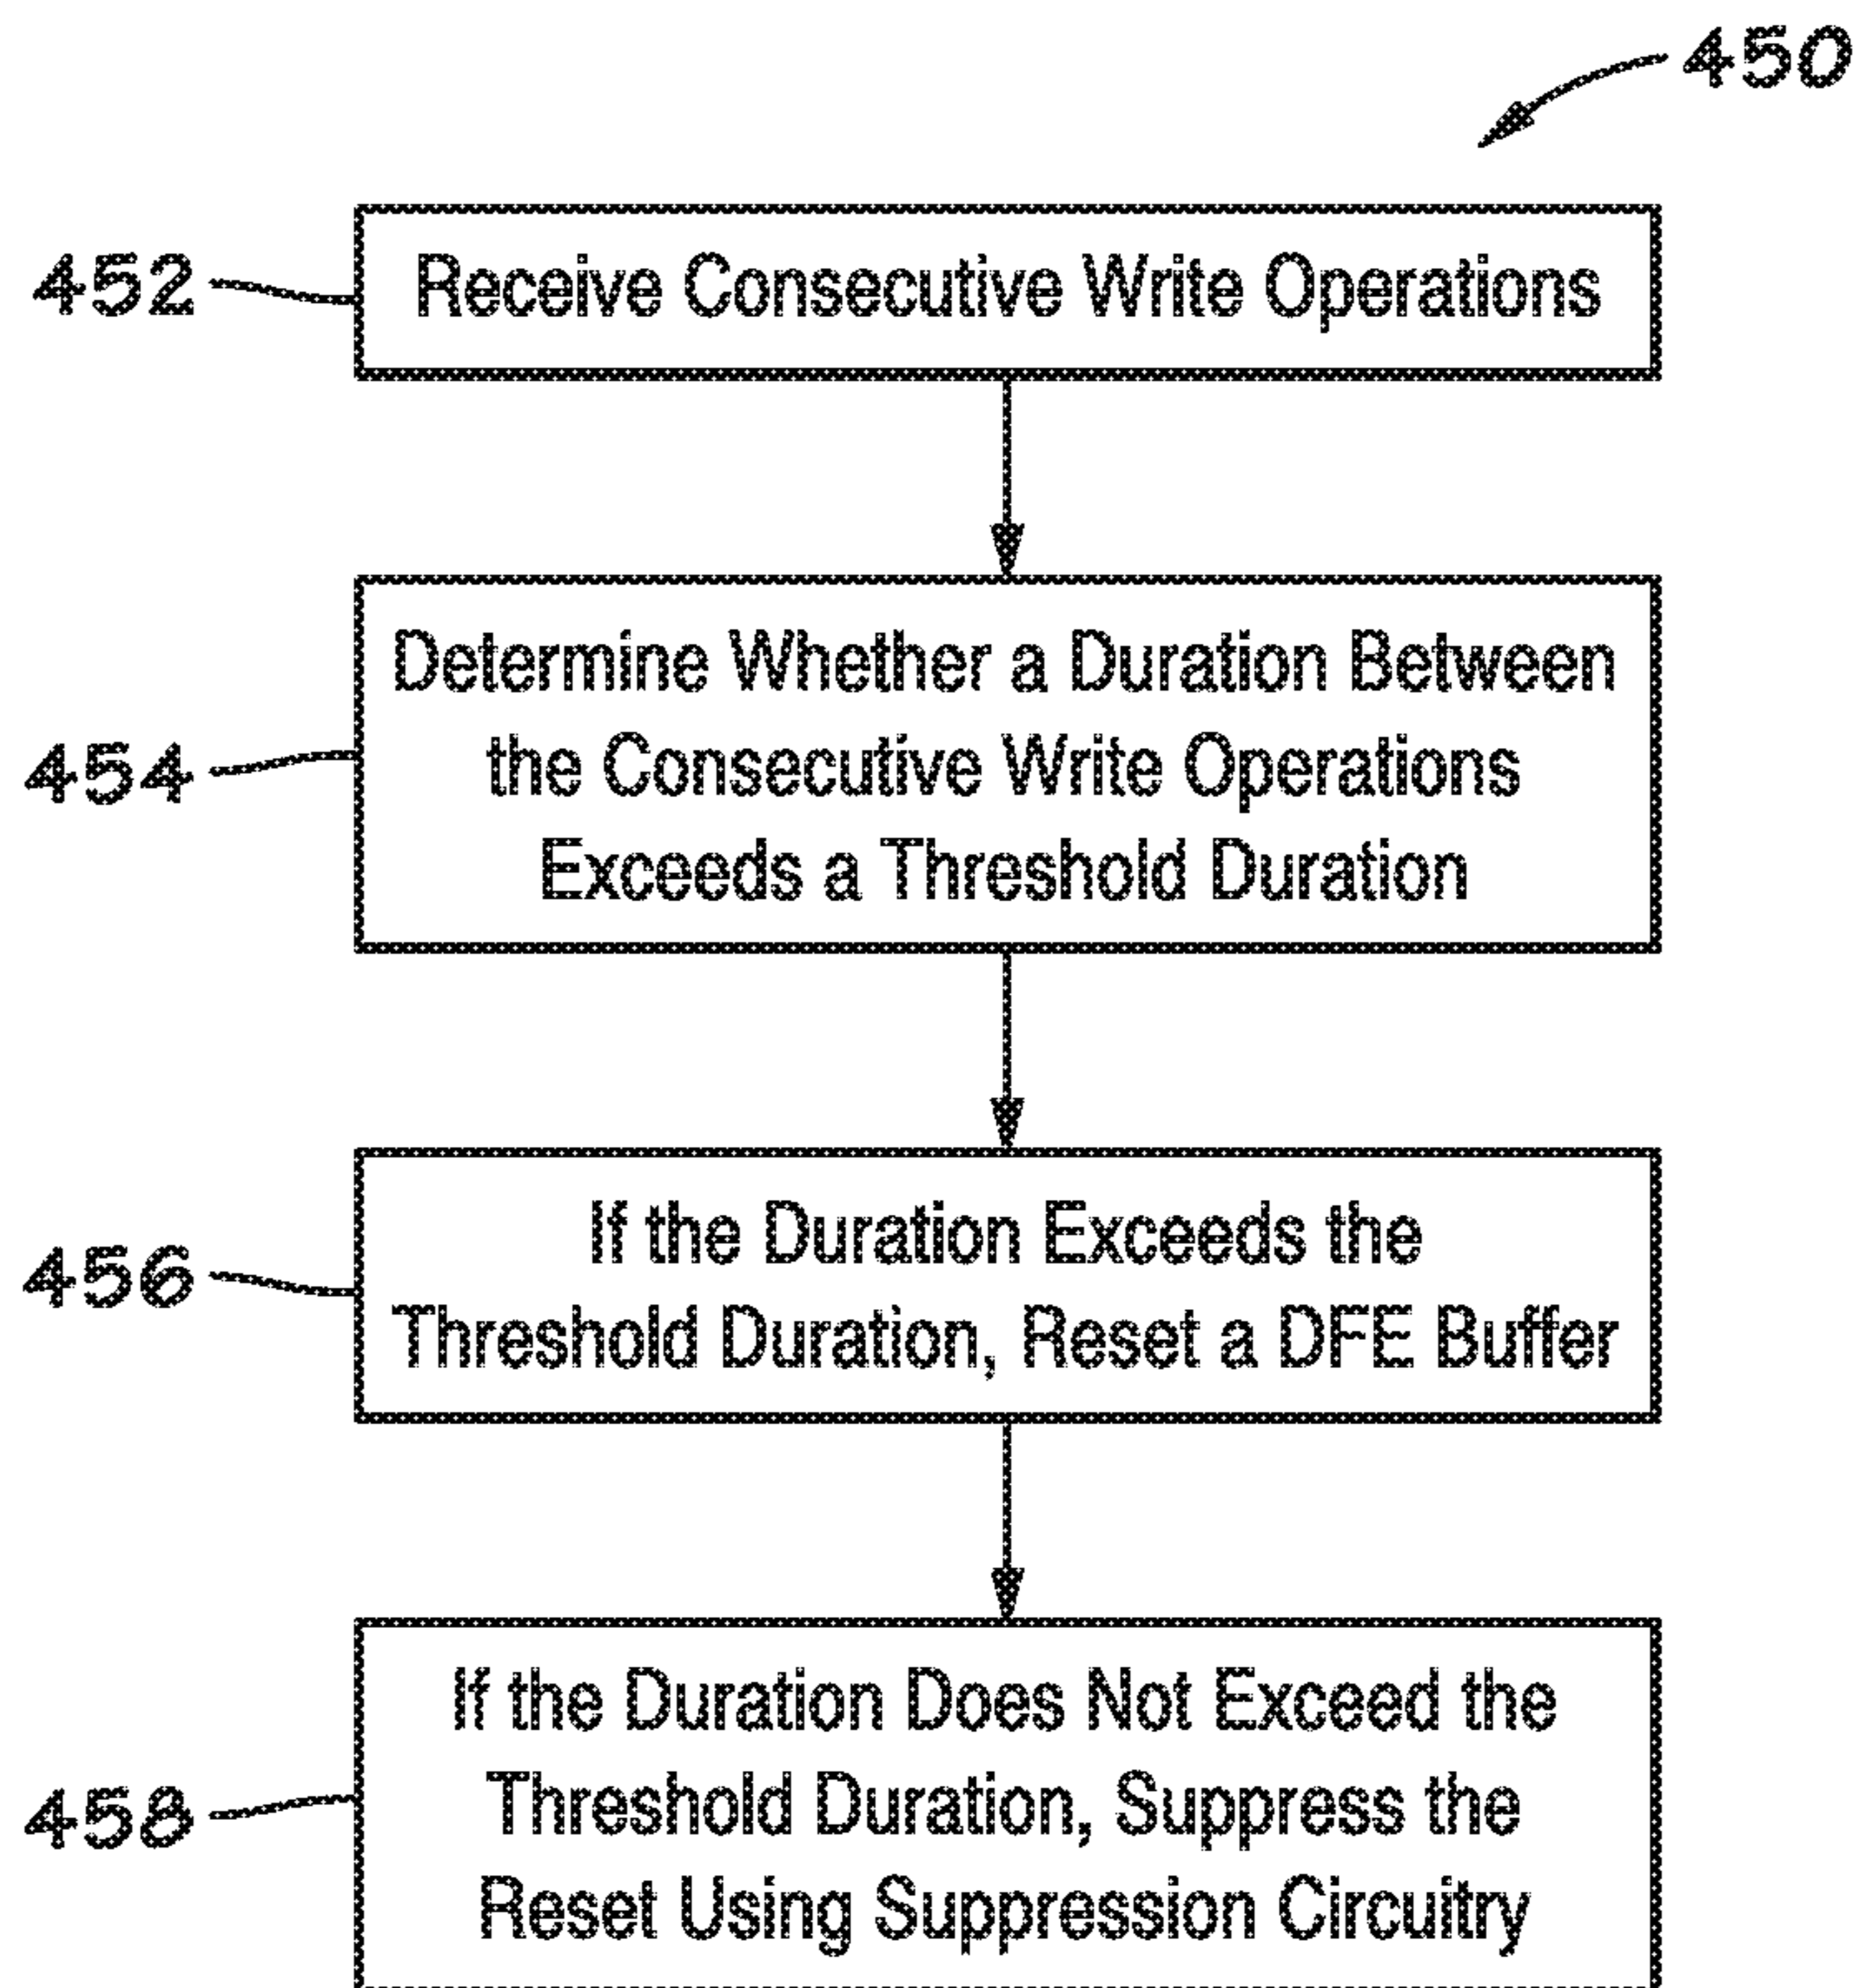 450
452
Receive Consecutive Write Operations
454
Determine Whether a Duration Between
the Consecutive Write Operations
Exceeds a Threshold Duration
456
If the Duration Exceeds the
Threshold Duration, Reset a DFE Buffer
458
If the Duration Does Not Exceed the
Threshold Duration, Suppress the
Reset Using Suppression Circuitry